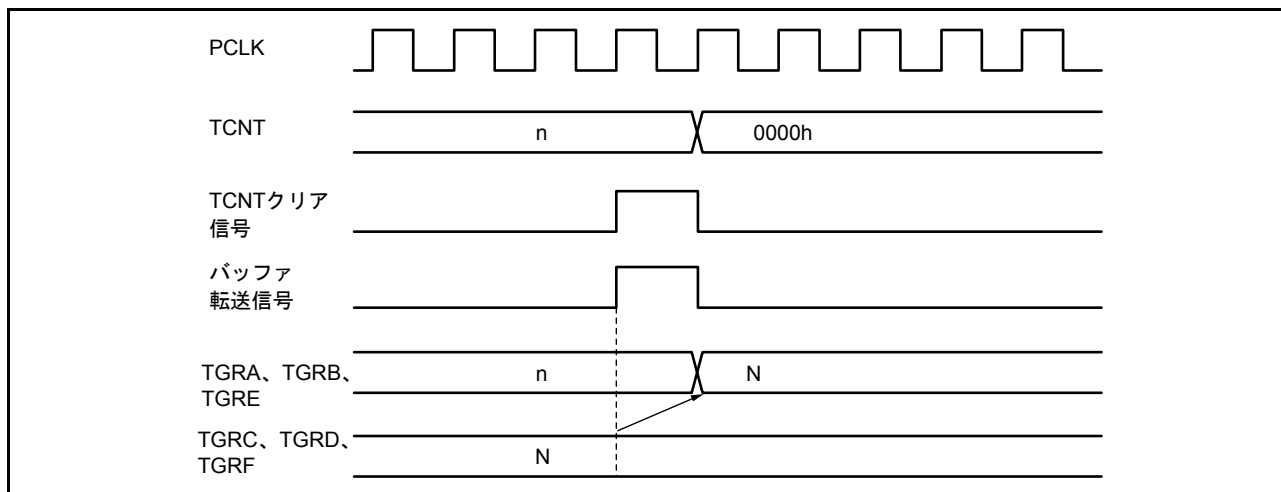 PCLK
TCNT
n
0000h
TCNTクリア
信号
バッファ
転送信号
TGRA、TGRB、
TGRE
n
N
TGRC、TGRD、
TGRF
N